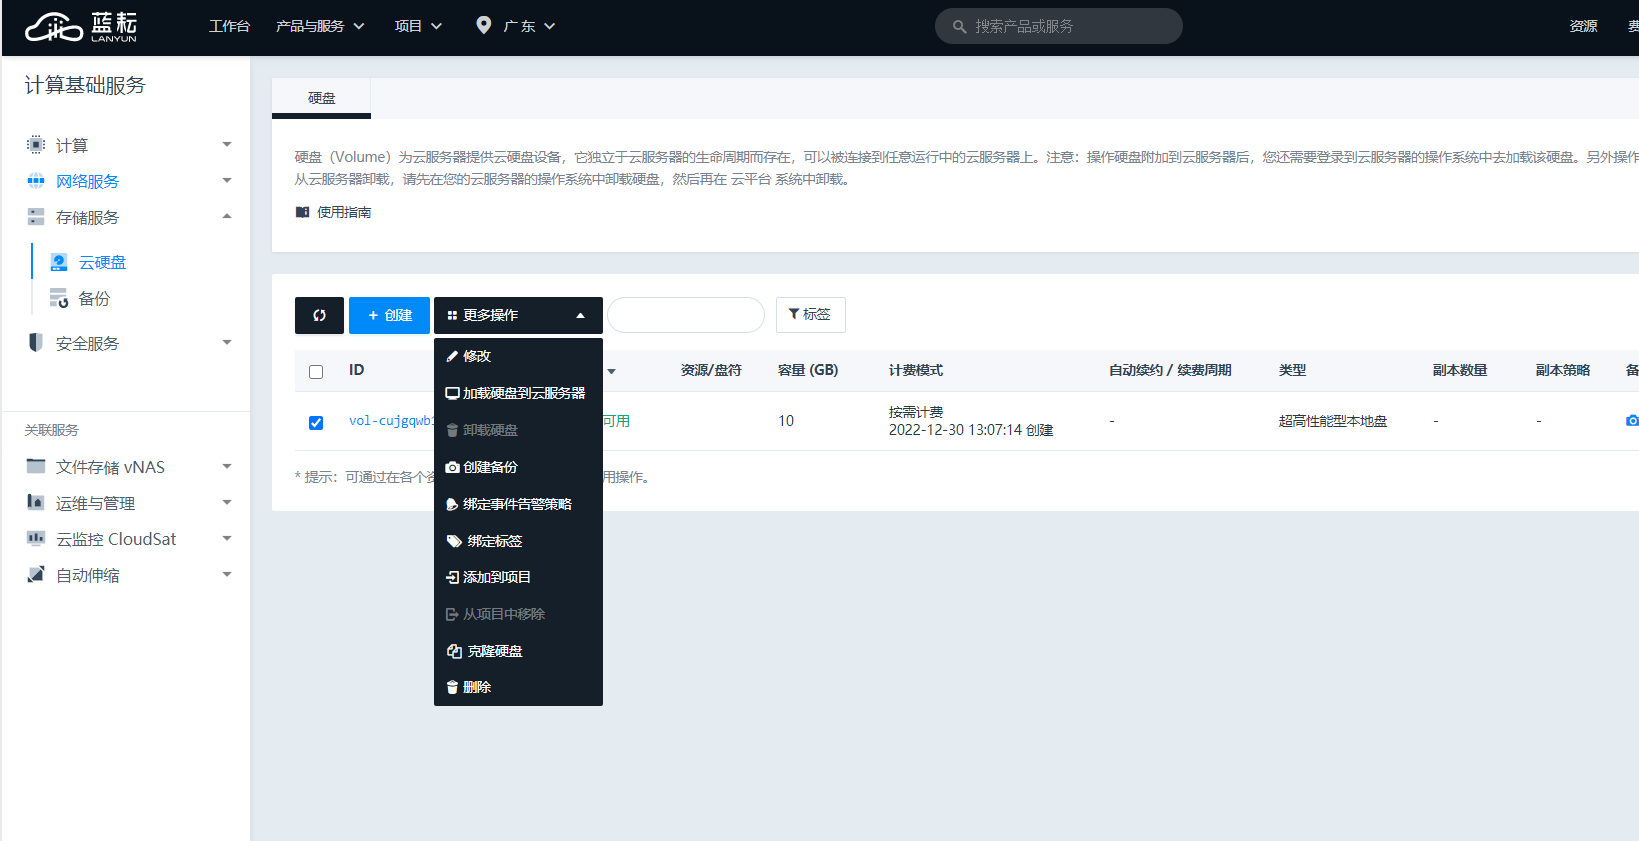 蓝耘
LANYUN
工作台
产品与服务
项目
广东
搜索产品或服务
资源
计算基础服务
计算
网络服务
存储服务
云硬盘
备份
安全服务
关联服务
文件存储 vNAS
运维与管理
云监控 CloudSat
自动伸缩
硬盘
硬盘（Volume）为云服务器提供云硬盘设备，它独立于云服务器的生命周期而存在，可以被连接到任意运行中的云服务器上。注意：操作硬盘附加到云服务器后，您还需要登录到云服务器的操作系统中去加载该硬盘。另外操作
从云服务器卸载，请先在您的云服务器的操作系统中卸载硬盘，然后再在 云平台 系统中卸载。
使用指南
+ 创建
更多操作
标签
修改
加载硬盘到云服务器
卸载硬盘
创建备份
绑定事件告警策略
绑定标签
添加到项目
从项目中移除
克隆硬盘
删除
ID
资源/盘符
容量 (GB)
计费模式
自动续约 / 续费周期
类型
副本数量
副本策略
备
vol-cujgqwb
可用
10
按需计费
2022-12-30 13:07:14 创建
-
超高性能型本地盘
-
-
* 提示：可通过在各个资
用操作。